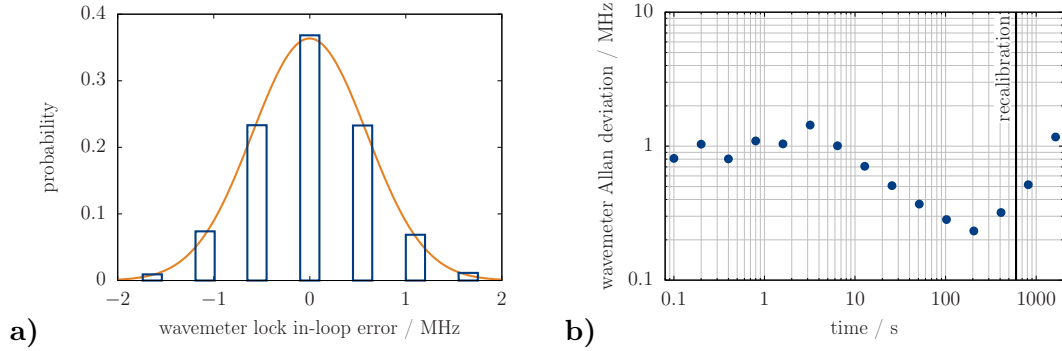 probability
0.4
0.3
0.2
0.1
0
−2
−1
0
1
2
wavemeter lock in-loop error / MHz
a)
wavemeter Allan deviation / MHz
10
1
0.1
recalibration
0.1
1
10
100
1000
time / s
b)